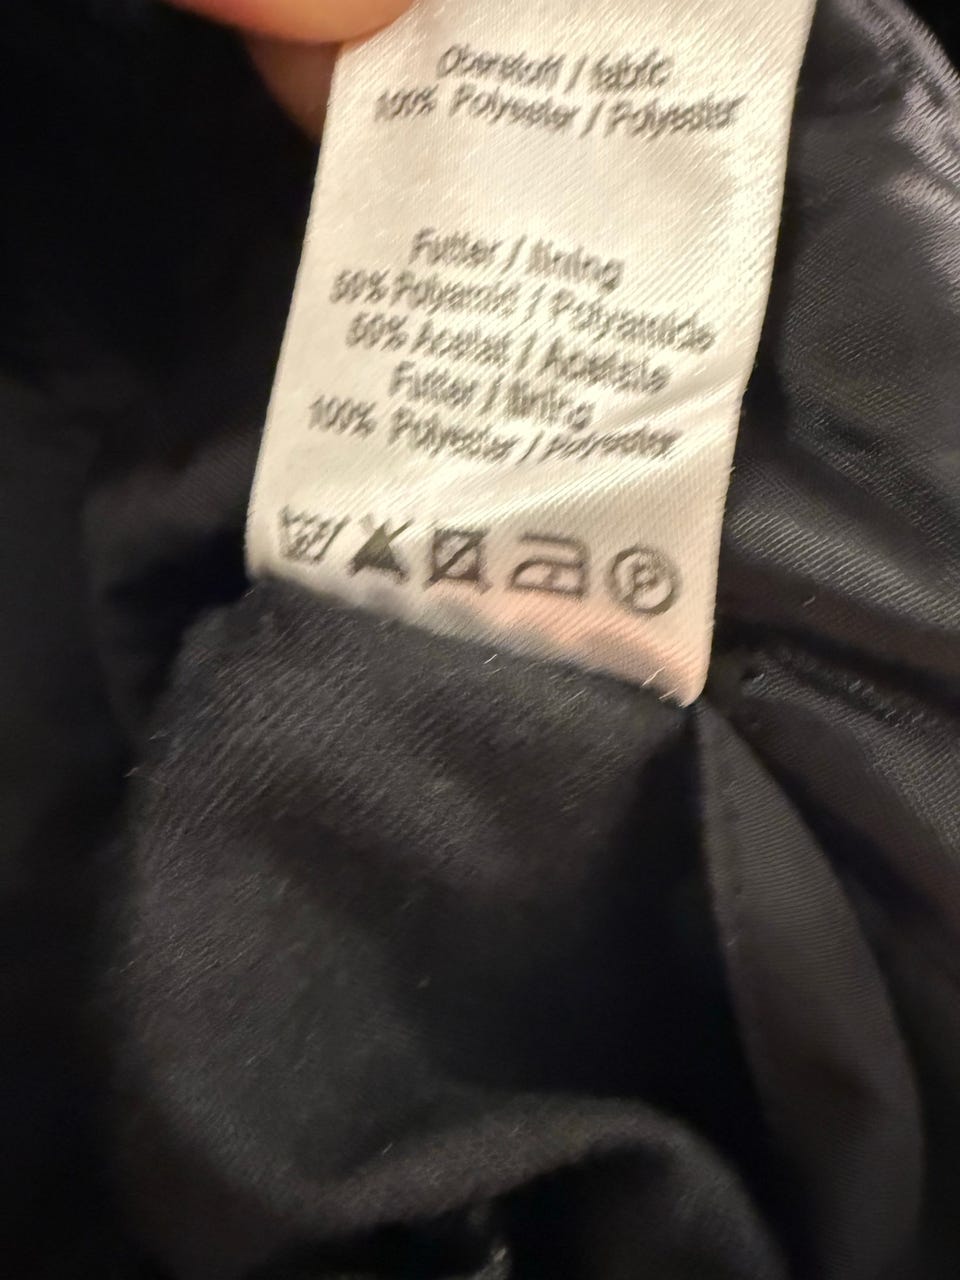 Oberstoff / fabric
100% Polyester / Polyester
Futter / lining
50% Polyamid / Polyamide
50% Acetat / Acetate
Futter / lining
100% Polyester / Polyester
P